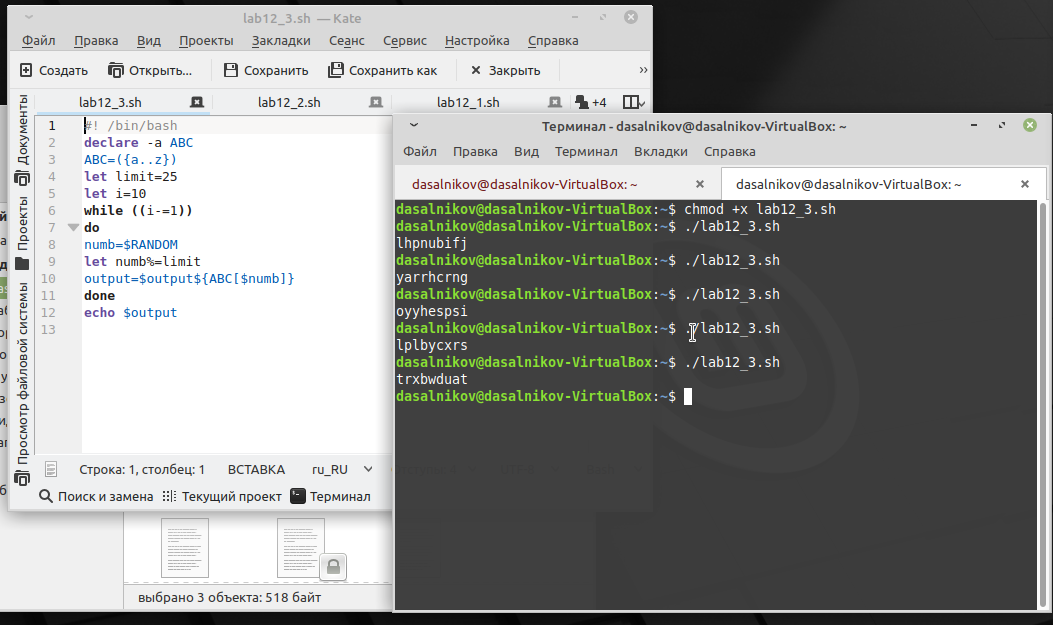 lab12_3.sh — Kate
Файл Правка Вид Проекты Закладки Сеанс Сервис Настройка Справка
Создать Открыть... Сохранить Сохранить как Закрыть »
lab12_3.sh lab12_2.sh lab12_1.sh +4
Документы
Проекты
Просмотр файловой системы
1 #! /bin/bash
2 declare -a ABC
3 ABC=({a..z})
4 let limit=25
5 let i=10
6 while ((i-=1))
7 do
8 numb=$RANDOM
9 let numb%=limit
10 output=$output${ABC[$numb]}
11 done
12 echo $output
13
Строка: 1, столбец: 1 ВСТАВКА ru_RU
Поиск и замена Текущий проект Терминал
выбрано 3 объекта: 518 байт
Терминал - dasalnikov@dasalnikov-VirtualBox: ~
Файл Правка Вид Терминал Вкладки Справка
dasalnikov@dasalnikov-VirtualBox: ~ dasalnikov@dasalnikov-VirtualBox: ~
dasalnikov@dasalnikov-VirtualBox:~$ chmod +x lab12_3.sh
dasalnikov@dasalnikov-VirtualBox:~$ ./lab12_3.sh
lhpnubifj
dasalnikov@dasalnikov-VirtualBox:~$ ./lab12_3.sh
yarrhcrng
dasalnikov@dasalnikov-VirtualBox:~$ ./lab12_3.sh
oyyhespsi
dasalnikov@dasalnikov-VirtualBox:~$ ./lab12_3.sh
lplbycxrs
dasalnikov@dasalnikov-VirtualBox:~$ ./lab12_3.sh
trxbwduat
dasalnikov@dasalnikov-VirtualBox:~$